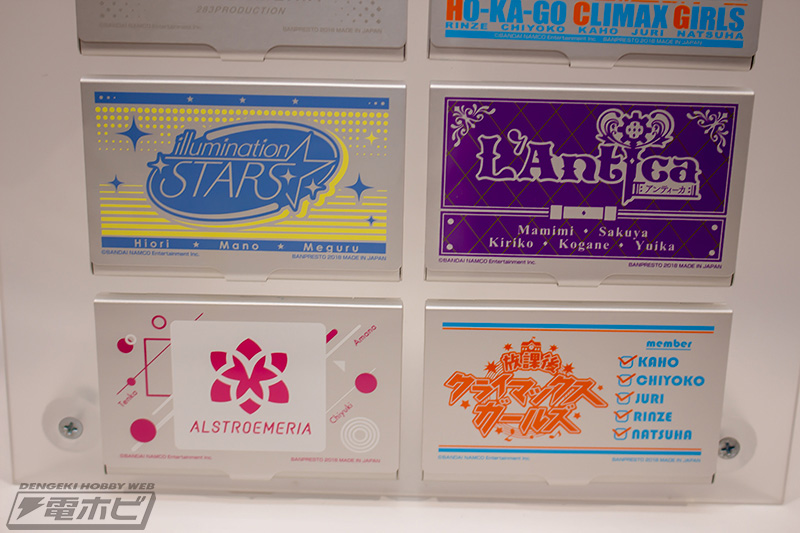 283PRODUCTION
BANPRESTO 2018 MADE IN JAPAN
HO-KA-GO CLIMAX GIRLS
RINZE CHIYOKO KAHO JURI NATSUHA
©BANDAI NAMCO Entertainment Inc. BANPRESTO 2018 MADE IN JAPAN
illumination
STARS
Hiori ★ Mano ★ Meguru
©BANDAI NAMCO Entertainment Inc. BANPRESTO 2018 MADE IN JAPAN
L'Antica
アンティーカ
Mamimi • Sakuya
Kiriko • Kogane • Yuika
©BANDAI NAMCO Entertainment Inc. BANPRESTO 2018 MADE IN JAPAN
Amana
Tenka
Chiyuki
ALSTROEMERIA
©BANDAI NAMCO Entertainment Inc. BANPRESTO 2018 MADE IN JAPAN
放課後
クライマックス
ガールズ
member
KAHO
CHIYOKO
JURI
RINZE
NATSUHA
©BANDAI NAMCO Entertainment Inc. BANPRESTO 2018 MADE IN JAPAN
DENGEKI HOBBY WEB
電ホビ